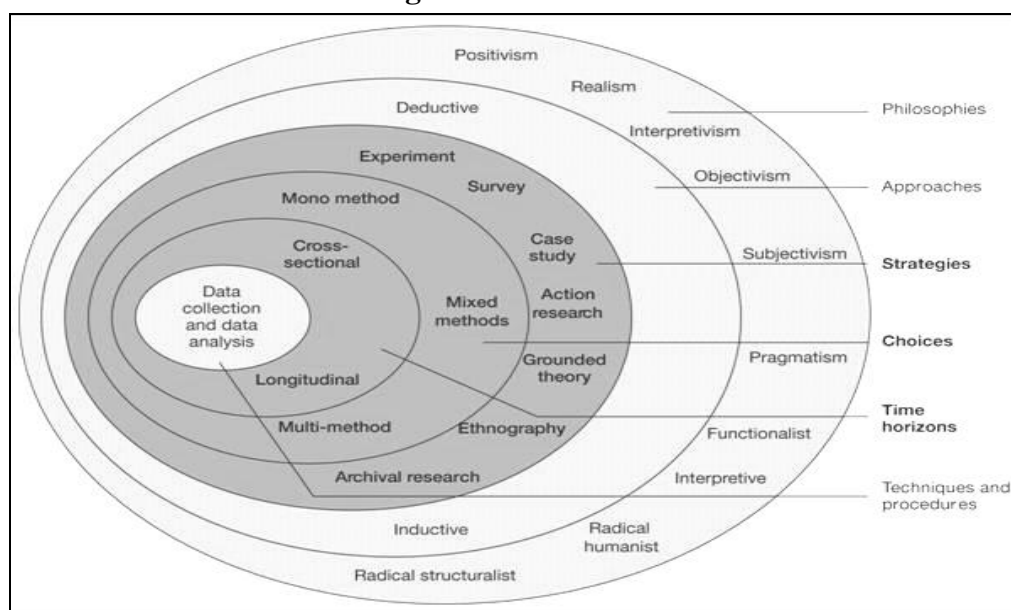 Positivism
Realism
Philosophies
Deductive
Interpretivism
Experiment
Objectivism
Approaches
Survey
Mono method
Cross-
sectional
Case
study
Subjectivism
Strategies
Data
collection
and data
analysis
Mixed
methods
Action
research
Choices
Pragmatism
Grounded
theory
Longitudinal
Time
horizons
Multi-method
Ethnography
Functionalist
Archival research
Interpretive
Techniques and
procedures
Inductive
Radical
humanist
Radical structuralist